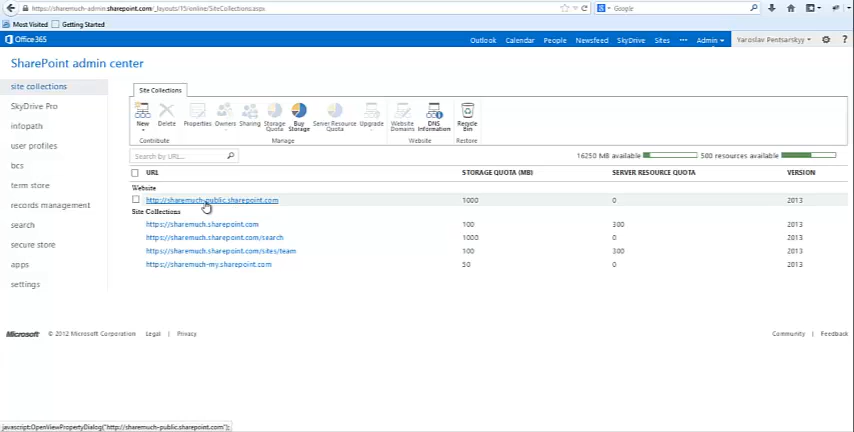 https://sharemuch-admin.sharepoint.com/_layouts/15/online/SiteCollections.aspx
Google
Most Visited Getting Started
Office 365 Outlook Calendar People Newsfeed SkyDrive Sites ••• Admin Yaroslav Pentsarskyy ?
SharePoint admin center
site collections
SkyDrive Pro
infopath
user profiles
bcs
term store
records management
search
secure store
apps
settings
Site Collections
New Delete Properties Owners Sharing Storage Quota Buy Storage Server Resource Quota Upgrade Website Domains DNS Information Recycle Bin
Contribute Manage Website Restore
Search by URL... 16250 MB available 500 resources available
URL STORAGE QUOTA (MB) SERVER RESOURCE QUOTA VERSION
Website
http://sharemuch-public.sharepoint.com 1000 0 2013
Site Collections
https://sharemuch.sharepoint.com 100 300 2013
https://sharemuch.sharepoint.com/search 1000 0 2013
https://sharemuch.sharepoint.com/sites/team 100 300 2013
https://sharemuch-my.sharepoint.com 50 0 2013
Microsoft © 2012 Microsoft Corporation Legal | Privacy Community | Feedback
javascript:OpenViewPropertyDialog("http://sharemuch-public.sharepoint.com");